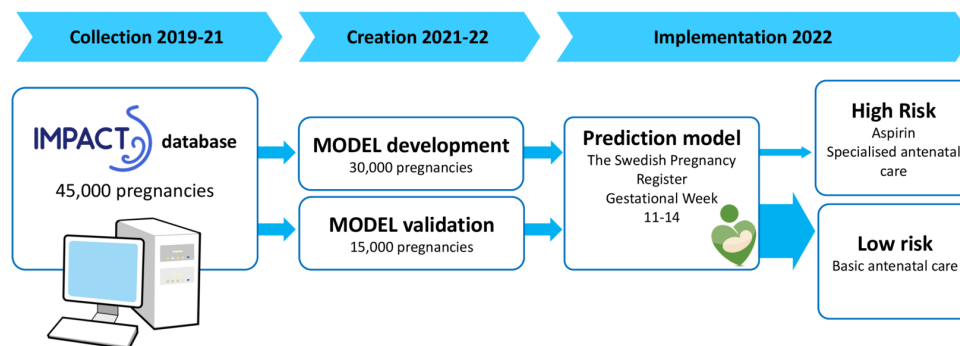 Collection 2019-21
Creation 2021-22
Implementation 2022
IMPACT database
45,000 pregnancies
MODEL development
30,000 pregnancies
MODEL validation
15,000 pregnancies
Prediction model
The Swedish Pregnancy
Register
Gestational Week
11-14
High Risk
Aspirin
Specialised antenatal
care
Low risk
Basic antenatal care